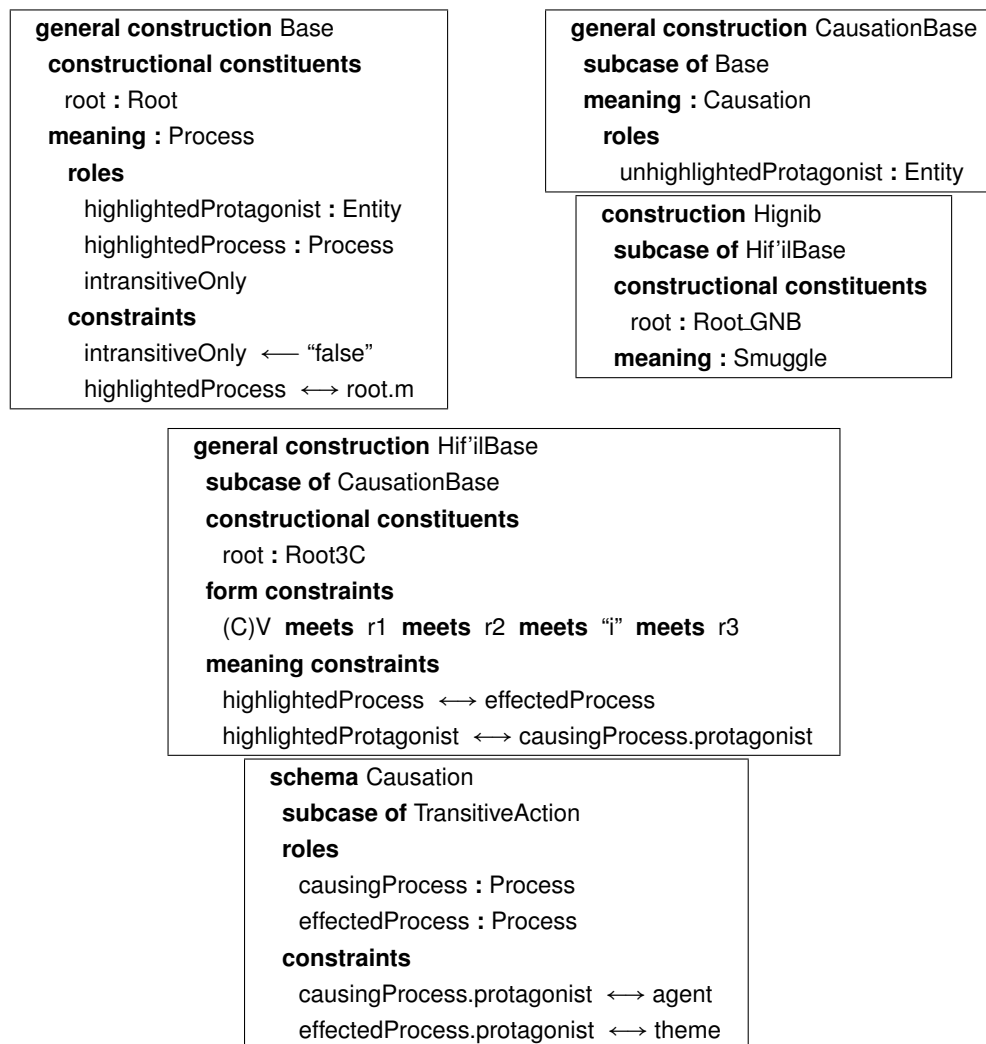 general construction Base
constructional constituents
root : Root
meaning : Process
roles
highlightedProtagonist : Entity
highlightedProcess : Process
intransitiveOnly
constraints
intransitiveOnly ⟵ “false”
highlightedProcess ⟷ root.m
general construction CausationBase
subcase of Base
meaning : Causation
roles
unhighlightedProtagonist : Entity
construction Hignib
subcase of Hif'ilBase
constructional constituents
root : Root_GNB
meaning : Smuggle
general construction Hif'ilBase
subcase of CausationBase
constructional constituents
root : Root3C
form constraints
(C)V meets r1 meets r2 meets “i” meets r3
meaning constraints
highlightedProcess ⟷ effectedProcess
highlightedProtagonist ⟷ causingProcess.protagonist
schema Causation
subcase of TransitiveAction
roles
causingProcess : Process
effectedProcess : Process
constraints
causingProcess.protagonist ⟷ agent
effectedProcess.protagonist ⟷ theme